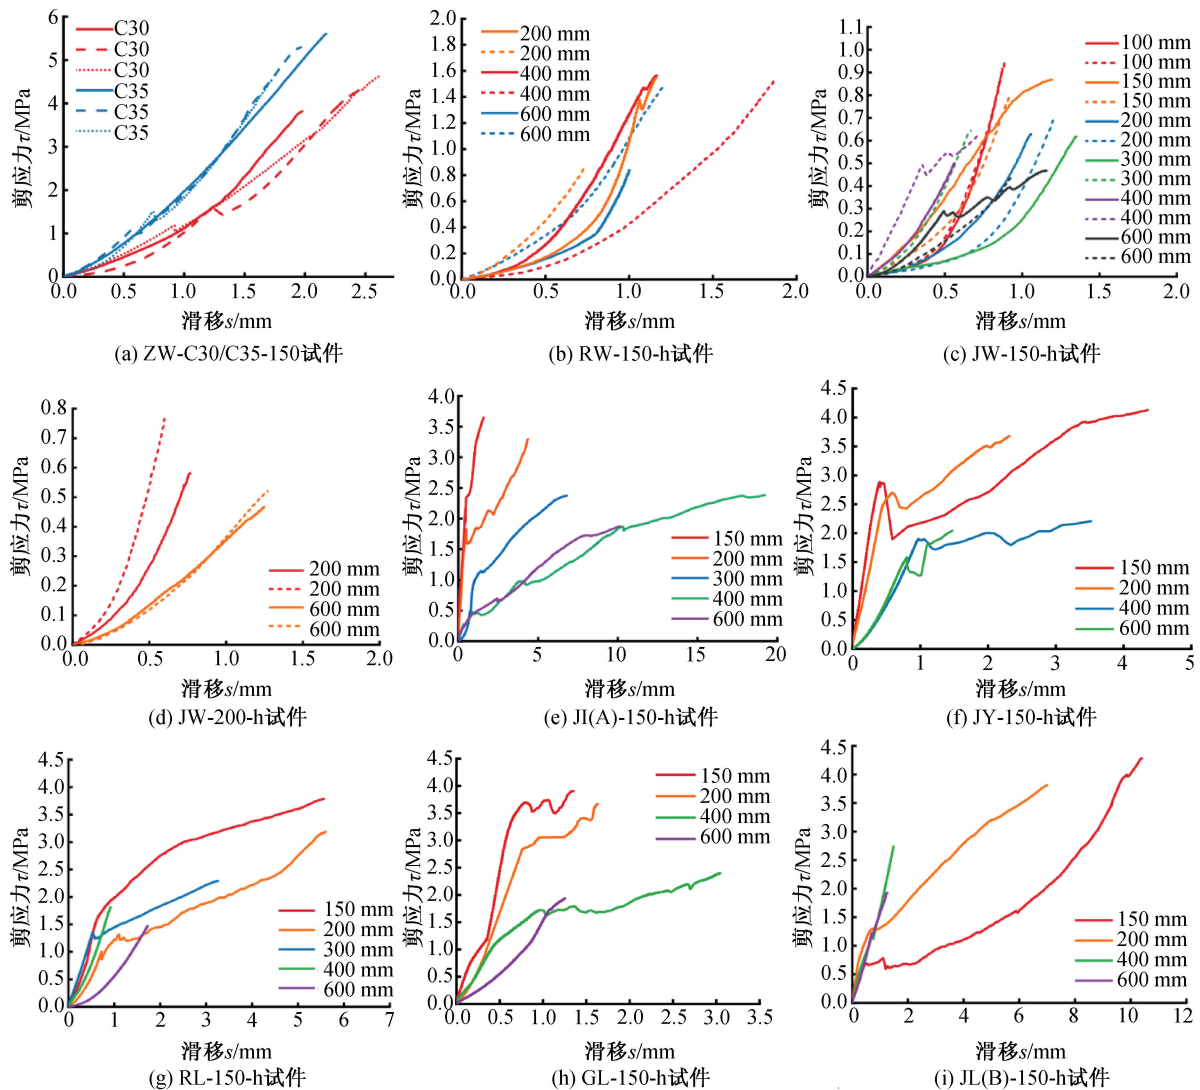 6
5
4
3
2
1
0
剪应力τ/MPa
C30
C30
C30
C35
C35
C35
0.0 0.5 1.0 1.5 2.0 2.5
滑移s/mm
(a) ZW-C30/C35-150试件
2.0
1.8
1.6
1.4
1.2
1.0
0.8
0.6
0.4
0.2
0.0
剪应力τ/MPa
200 mm
200 mm
400 mm
400 mm
600 mm
600 mm
0.0 0.5 1.0 1.5 2.0
滑移s/mm
(b) RW-150-h试件
1.1
1.0
0.9
0.8
0.7
0.6
0.5
0.4
0.3
0.2
0.1
0.0
剪应力τ/MPa
100 mm
100 mm
150 mm
150 mm
200 mm
200 mm
300 mm
300 mm
400 mm
400 mm
600 mm
600 mm
0.0 0.5 1.0 1.5 2.0
滑移s/mm
(c) JW-150-h试件
0.8
0.7
0.6
0.5
0.4
0.3
0.2
0.1
0.0
剪应力τ/MPa
200 mm
200 mm
600 mm
600 mm
0.0 0.5 1.0 1.5 2.0
滑移s/mm
(d) JW-200-h试件
4.0
3.5
3.0
2.5
2.0
1.5
1.0
0.5
0.0
剪应力τ/MPa
150 mm
200 mm
300 mm
400 mm
600 mm
0 5 10 15 20
滑移s/mm
(e) JI(A)-150-h试件
4.5
4.0
3.5
3.0
2.5
2.0
1.5
1.0
0.5
0.0
剪应力τ/MPa
150 mm
200 mm
400 mm
600 mm
0 1 2 3 4 5
滑移s/mm
(f) JY-150-h试件
4.5
4.0
3.5
3.0
2.5
2.0
1.5
1.0
0.5
0.0
剪应力τ/MPa
150 mm
200 mm
300 mm
400 mm
600 mm
0 1 2 3 4 5 6 7
滑移s/mm
(g) RL-150-h试件
4.5
4.0
3.5
3.0
2.5
2.0
1.5
1.0
0.5
0.0
剪应力τ/MPa
150 mm
200 mm
400 mm
600 mm
0.0 0.5 1.0 1.5 2.0 2.5 3.0 3.5
滑移s/mm
(h) GL-150-h试件
4.5
4.0
3.5
3.0
2.5
2.0
1.5
1.0
0.5
0.0
剪应力τ/MPa
150 mm
200 mm
400 mm
600 mm
0 2 4 6 8 10 12
滑移s/mm
(i) JL(B)-150-h试件